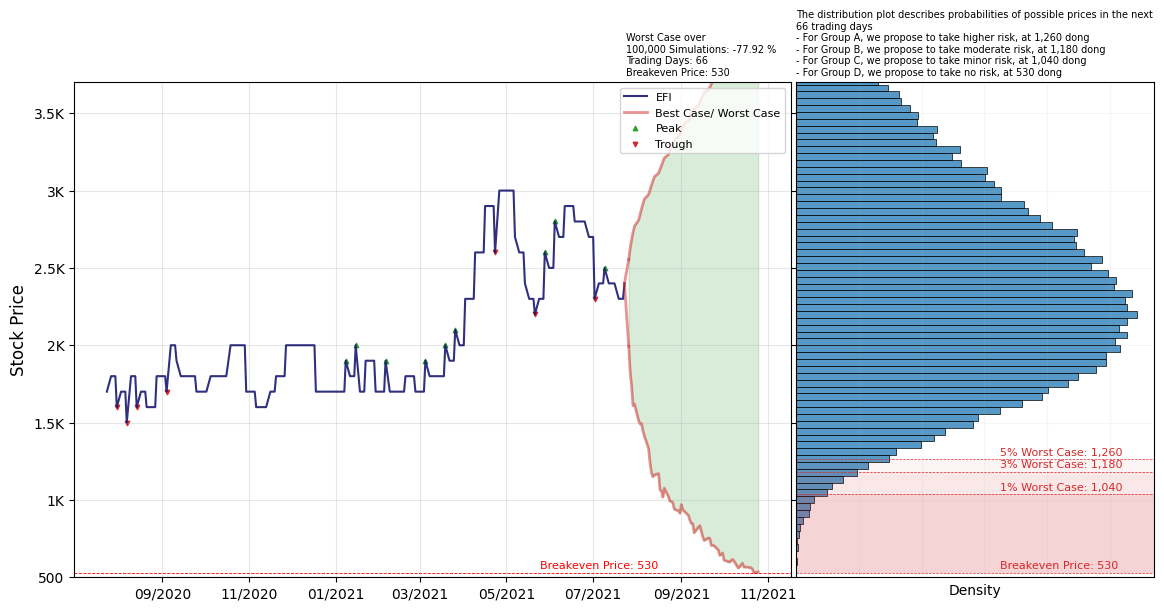 The distribution plot describes probabilities of possible prices in the next
66 trading days
- For Group A, we propose to take higher risk, at 1,260 dong
- For Group B, we propose to take moderate risk, at 1,180 dong
- For Group C, we propose to take minor risk, at 1,040 dong
- For Group D, we propose to take no risk, at 530 dong
Worst Case over
100,000 Simulations: -77.92 %
Trading Days: 66
Breakeven Price: 530
EFI
Best Case/ Worst Case
Peak
Trough
Stock Price
3.5K
3K
2.5K
2K
1.5K
1K
500
Breakeven Price: 530
09/2020
11/2020
01/2021
03/2021
05/2021
07/2021
09/2021
11/2021
5% Worst Case: 1,260
3% Worst Case: 1,180
1% Worst Case: 1,040
Breakeven Price: 530
Density